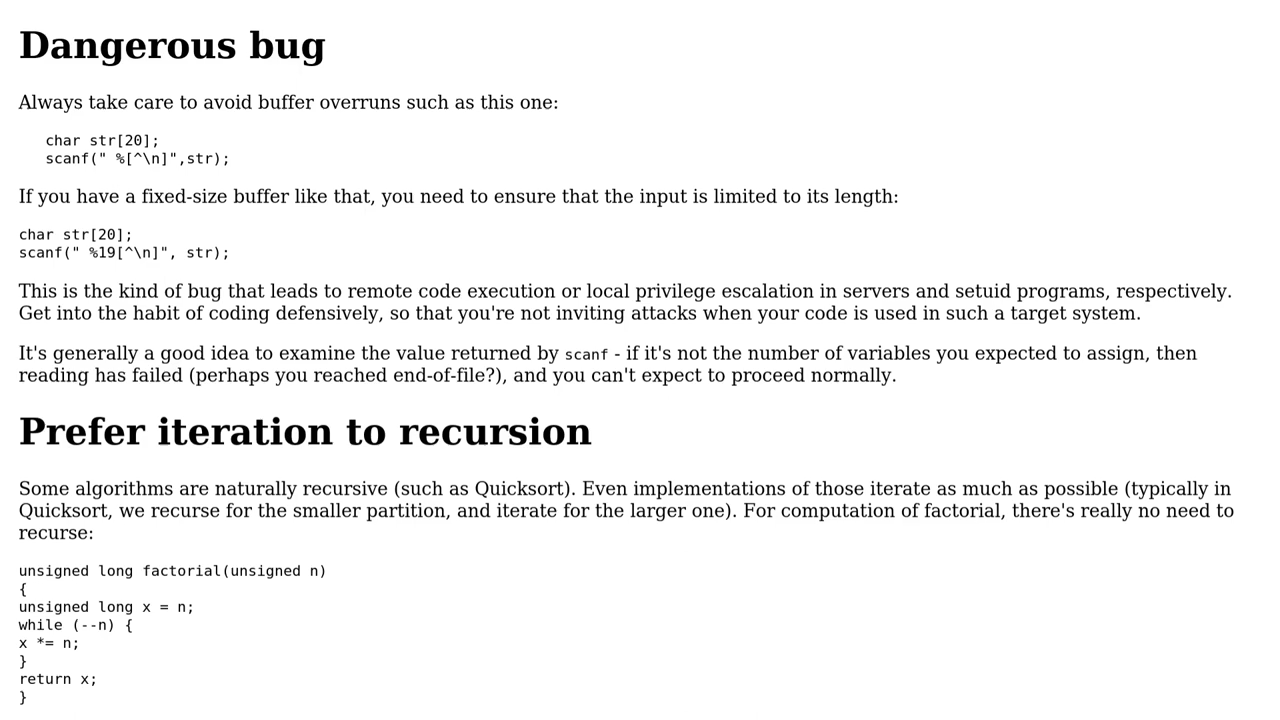 Dangerous bug
Always take care to avoid buffer overruns such as this one:
char str[20];
scanf(" %[^\n]",str);
If you have a fixed-size buffer like that, you need to ensure that the input is limited to its length:
char str[20];
scanf(" %19[^\n]", str);
This is the kind of bug that leads to remote code execution or local privilege escalation in servers and setuid programs, respectively.
Get into the habit of coding defensively, so that you're not inviting attacks when your code is used in such a target system.
It's generally a good idea to examine the value returned by scanf - if it's not the number of variables you expected to assign, then
reading has failed (perhaps you reached end-of-file?), and you can't expect to proceed normally.
Prefer iteration to recursion
Some algorithms are naturally recursive (such as Quicksort). Even implementations of those iterate as much as possible (typically in
Quicksort, we recurse for the smaller partition, and iterate for the larger one). For computation of factorial, there's really no need to
recurse:
unsigned long factorial(unsigned n)
{
unsigned long x = n;
while (--n) {
x *= n;
}
return x;
}